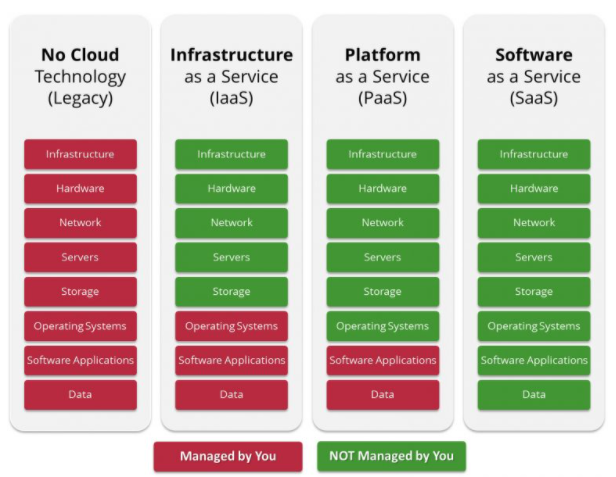 No Cloud
Technology
(Legacy)
Infrastructure
Hardware
Network
Servers
Storage
Operating Systems
Software Applications
Data
Infrastructure
as a Service
(IaaS)
Infrastructure
Hardware
Network
Servers
Storage
Operating Systems
Software Applications
Data
Platform
as a Service
(PaaS)
Infrastructure
Hardware
Network
Servers
Storage
Operating Systems
Software Applications
Data
Software
as a Service
(SaaS)
Infrastructure
Hardware
Network
Servers
Storage
Operating Systems
Software Applications
Data
Managed by You
NOT Managed by You